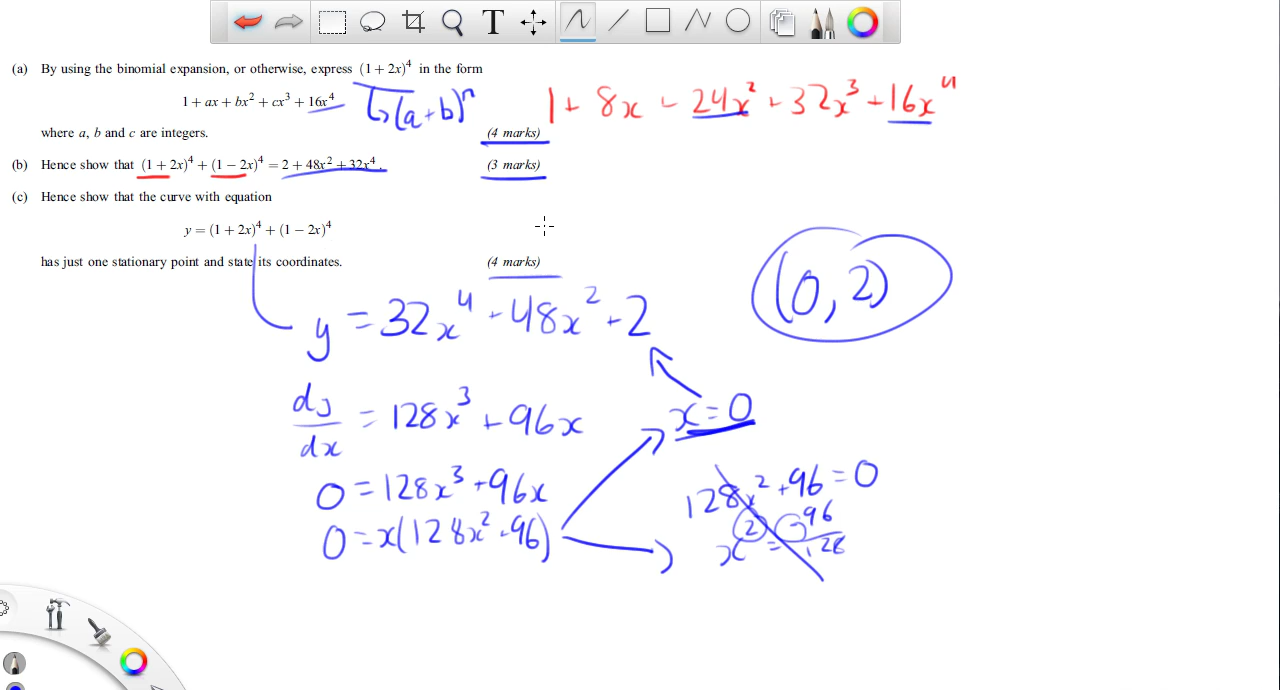 (a) By using the binomial expansion, or otherwise, express (1 + 2x)⁴ in the form
1 + ax + bx² + cx³ + 16x⁴
↳ (a+b)ⁿ
1 + 8x + 24x² + 32x³ + 16x⁴
where a, b and c are integers. (4 marks)
(b) Hence show that (1 + 2x)⁴ + (1 − 2x)⁴ = 2 + 48x² + 32x⁴. (3 marks)
(c) Hence show that the curve with equation
y = (1 + 2x)⁴ + (1 − 2x)⁴
has just one stationary point and state its coordinates. (4 marks)
(0, 2)
y = 32x⁴ + 48x² + 2
dy/dx = 128x³ + 96x
x = 0
0 = 128x³ + 96x
128x² + 96 = 0
0 = x(128x² + 96)
x² = −96/128